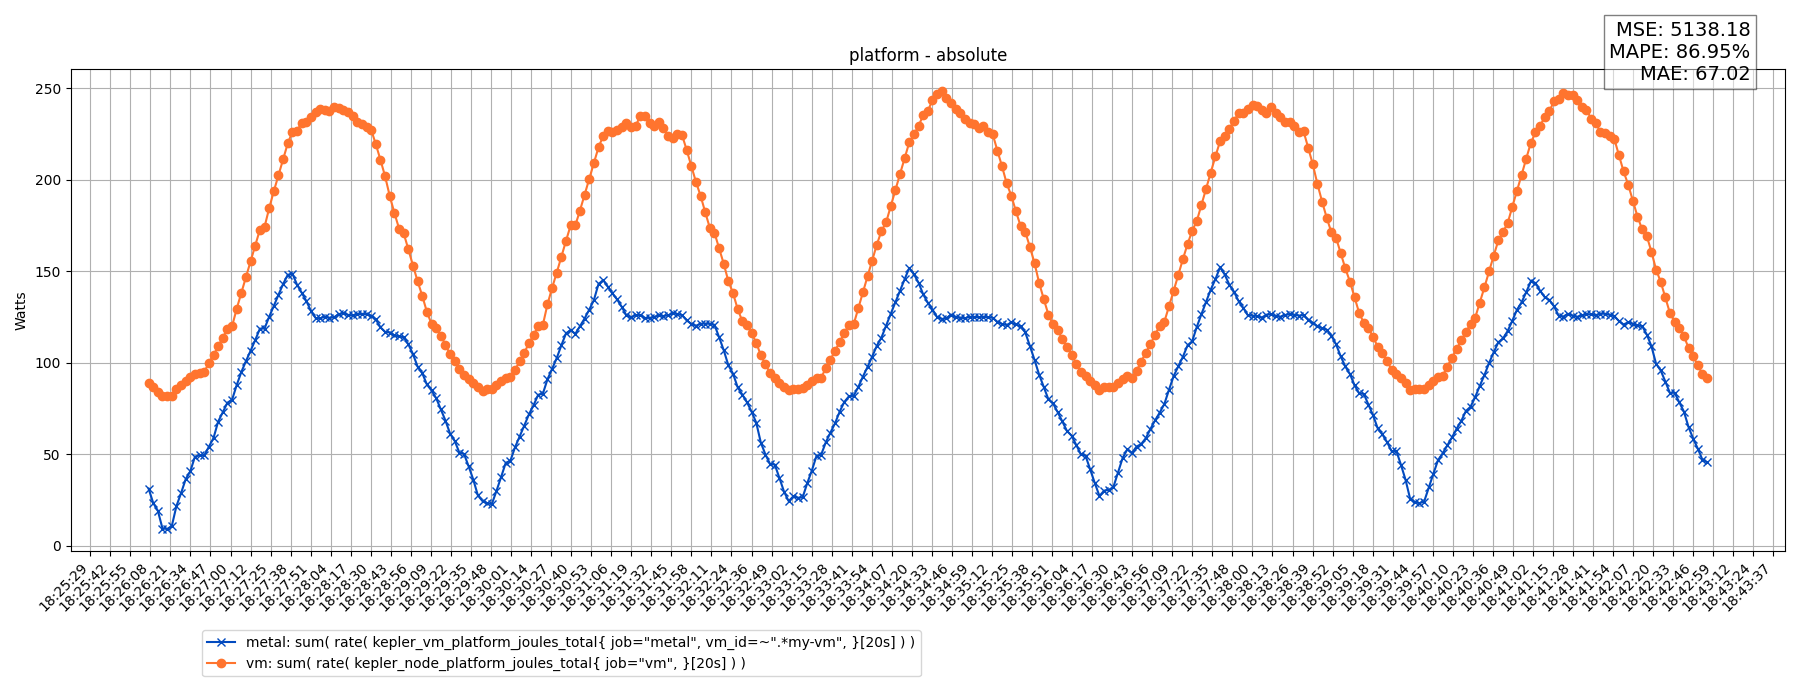 MSE: 5138.18
MAPE: 86.95%
MAE: 67.02
platform - absolute
250
200
150
100
50
0
Watts
18:25:29 18:25:42 18:25:55 18:26:08 18:26:21 18:26:34 18:26:47 18:27:00 18:27:12 18:27:25 18:27:38 18:27:51 18:28:04 18:28:17 18:28:30 18:28:43 18:28:56 18:29:09 18:29:22 18:29:35 18:29:48 18:30:01 18:30:14 18:30:27 18:30:40 18:30:53 18:31:06 18:31:19 18:31:32 18:31:45 18:31:58 18:32:11 18:32:24 18:32:36 18:32:49 18:33:02 18:33:15 18:33:28 18:33:41 18:33:54 18:34:07 18:34:20 18:34:33 18:34:46 18:34:59 18:35:12 18:35:25 18:35:38 18:35:51 18:36:04 18:36:17 18:36:30 18:36:43 18:36:56 18:37:09 18:37:22 18:37:35 18:37:48 18:38:00 18:38:13 18:38:26 18:38:39 18:38:52 18:39:05 18:39:18 18:39:31 18:39:44 18:39:57 18:40:10 18:40:23 18:40:36 18:40:49 18:41:02 18:41:15 18:41:28 18:41:41 18:41:54 18:42:07 18:42:20 18:42:33 18:42:46 18:42:59 18:43:12 18:43:24 18:43:37
metal: sum( rate( kepler_vm_platform_joules_total{ job="metal", vm_id=~".*my-vm", }[20s] ) )
vm: sum( rate( kepler_node_platform_joules_total{ job="vm", }[20s] ) )